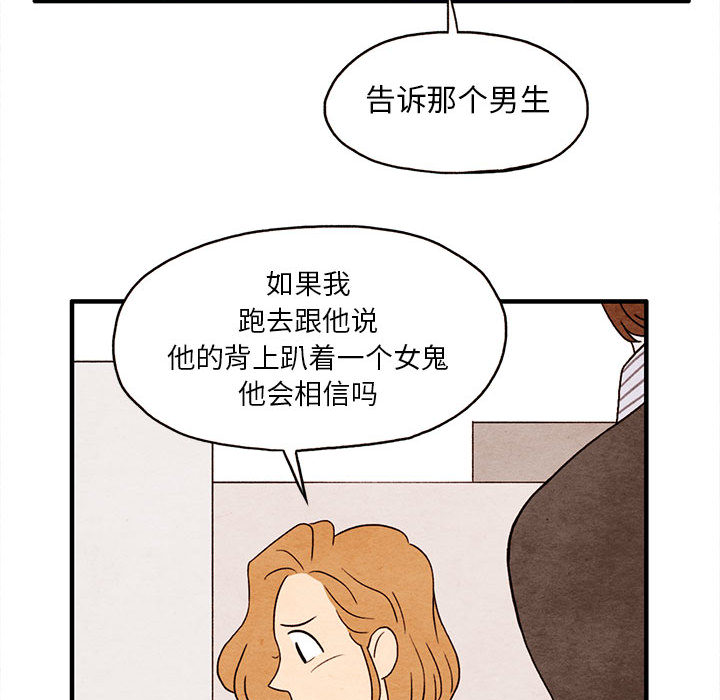 告诉那个男生
如果我
跑去跟他说
他的背上趴着一个女鬼
他会相信吗